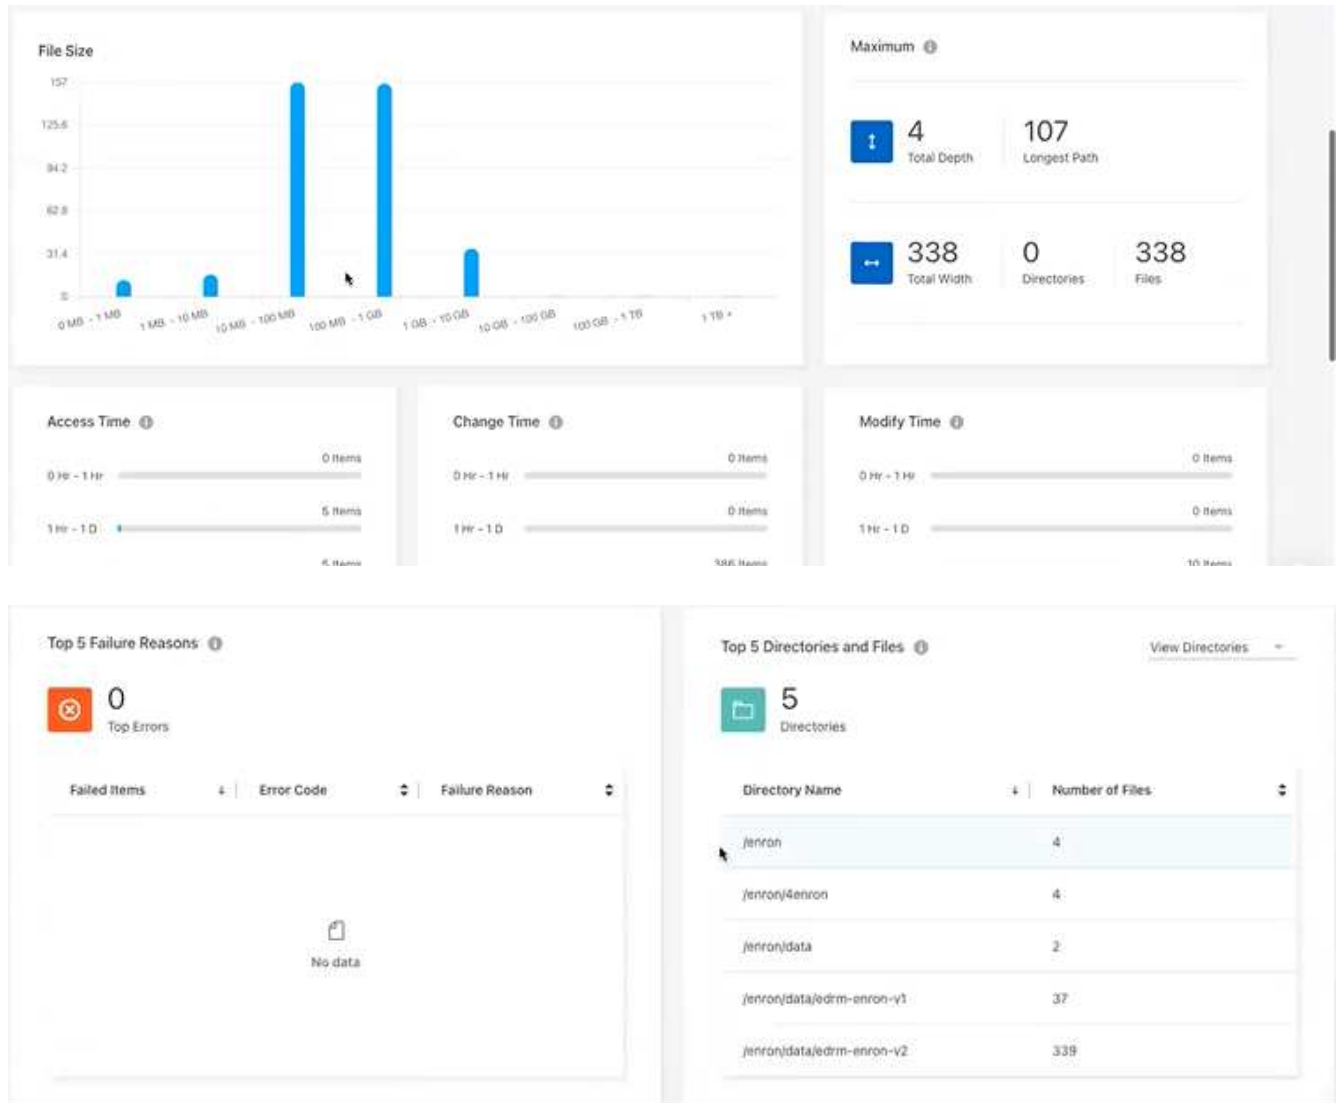 File Size
157
125.6
94.2
62.8
31.4
0
0 MB - 1 MB
1 MB - 10 MB
10 MB - 100 MB
100 MB - 1 GB
1 GB - 10 GB
10 GB - 100 GB
100 GB - 1 TB
1 TB +
Maximum
4
Total Depth
107
Longest Path
338
Total Width
0
Directories
338
Files
Access Time
0 Items
0 Hr - 1 Hr
5 Items
1 Hr - 1 D
5 Items
Change Time
0 Items
0 Hr - 1 Hr
0 Items
1 Hr - 1 D
386 Items
Modify Time
0 Items
0 Hr - 1 Hr
0 Items
1 Hr - 1 D
10 Items
Top 5 Failure Reasons
0
Top Errors
Failed Items Error Code Failure Reason
No data
Top 5 Directories and Files
View Directories
5
Directories
Directory Name Number of Files
/enron 4
/enron/4enron 4
/enron/data 2
/enron/data/edrm-enron-v1 37
/enron/data/edrm-enron-v2 339